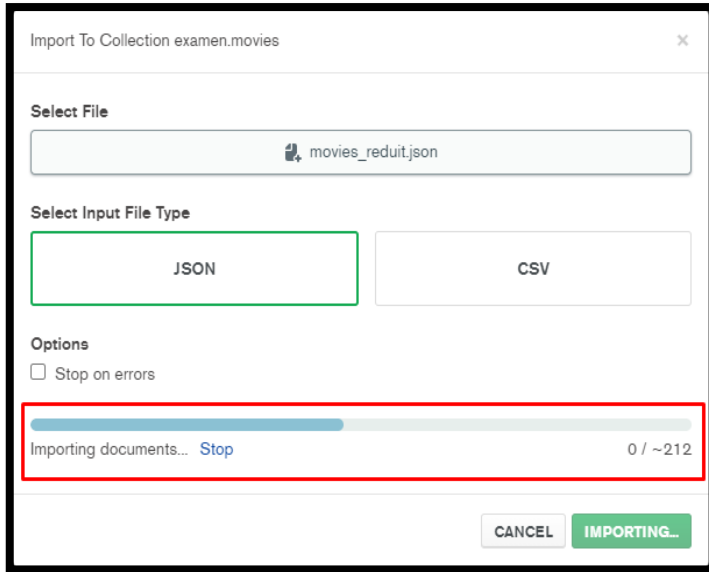 Import To Collection examen.movies
×
Select File
movies_reduit.json
Select Input File Type
JSON CSV
Options
Stop on errors
Importing documents... Stop 0 / ~212
CANCEL IMPORTING...